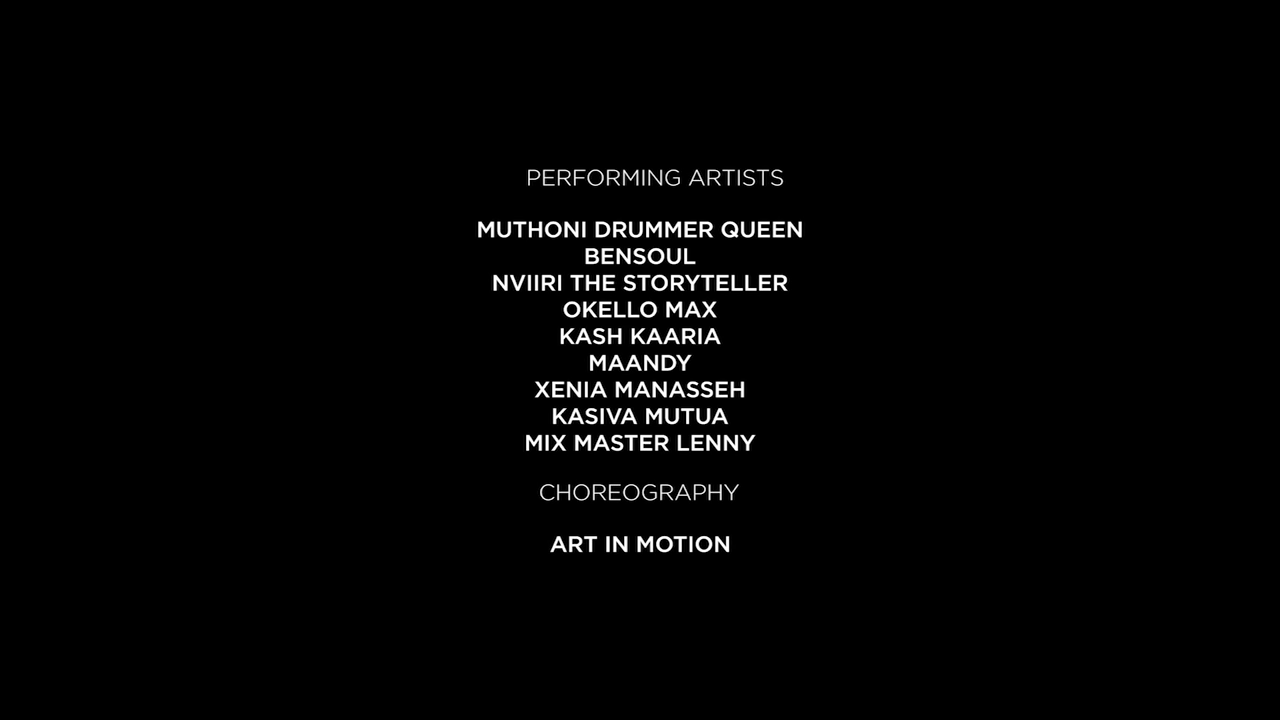 PERFORMING ARTISTS
MUTHONI DRUMMER QUEEN
BENSOUL
NVIIRI THE STORYTELLER
OKELLO MAX
KASH KAARIA
MAANDY
XENIA MANASSEH
KASIVA MUTUA
MIX MASTER LENNY
CHOREOGRAPHY
ART IN MOTION